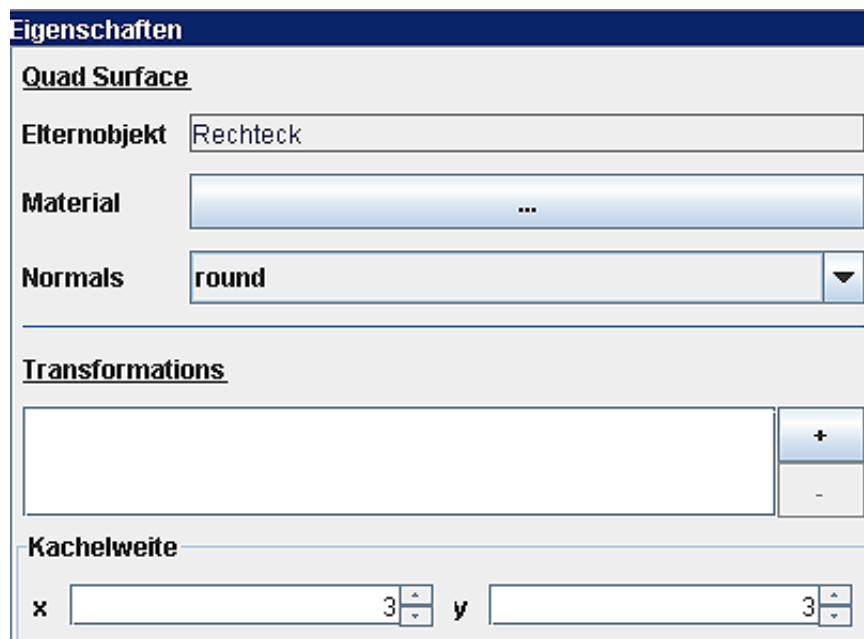 Eigenschaften
Quad Surface
Elternobjekt Rechteck
Material ...
Normals round
Transformations
+
-
Kachelweite
x 3 y 3